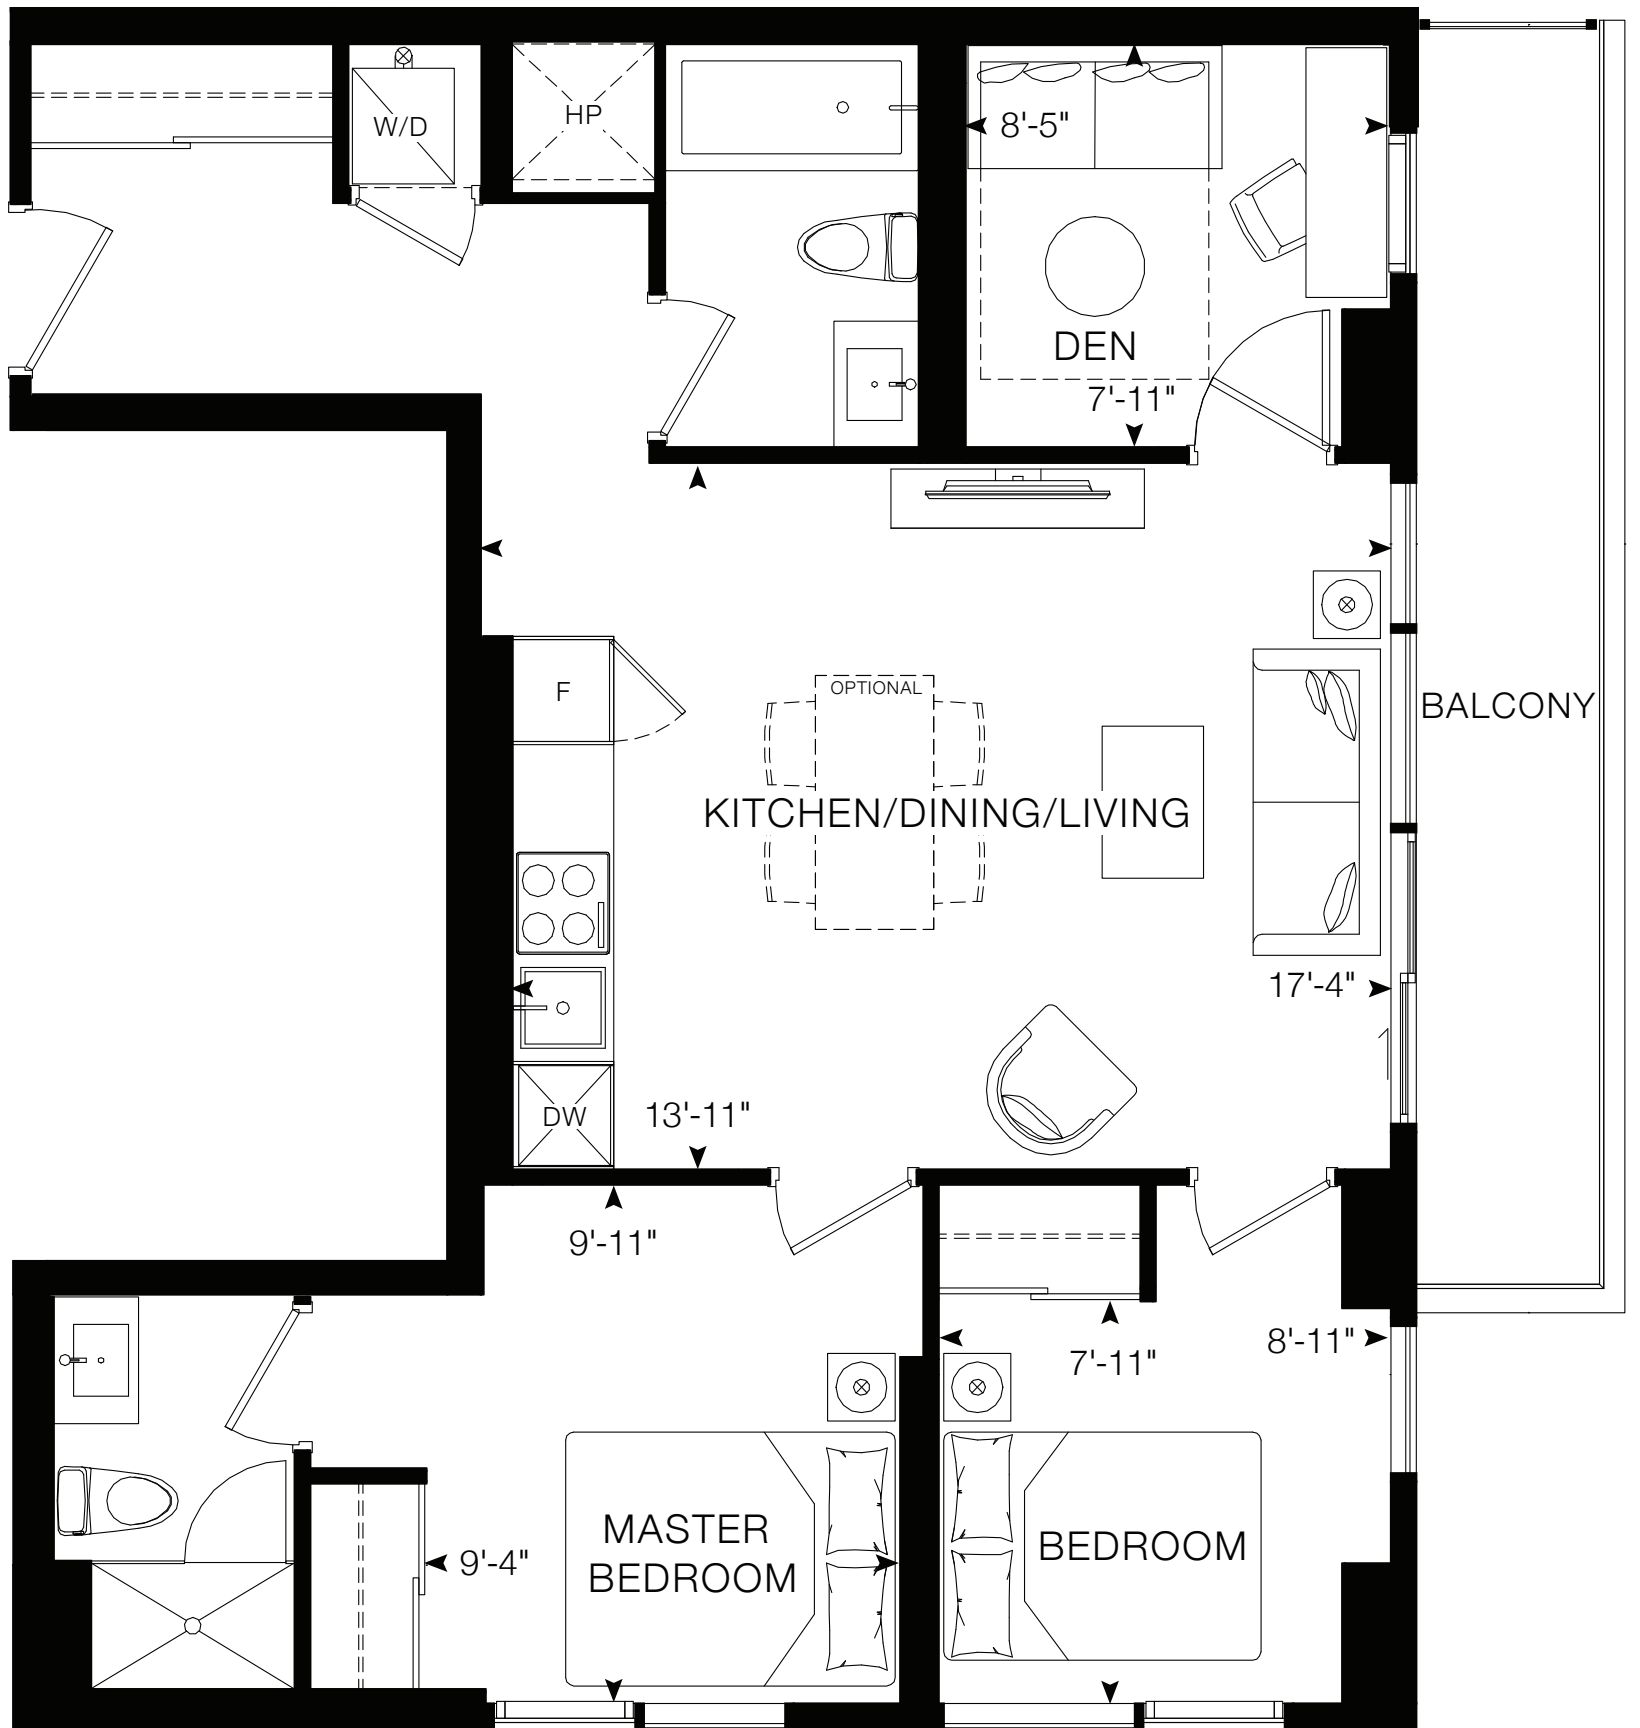 W/D
HP
8'-5"
DEN
7'-11"
F
OPTIONAL
BALCONY
KITCHEN/DINING/LIVING
17'-4"
DW
13'-11"
9'-11"
7'-11"
8'-11"
MASTER
BEDROOM
BEDROOM
9'-4"